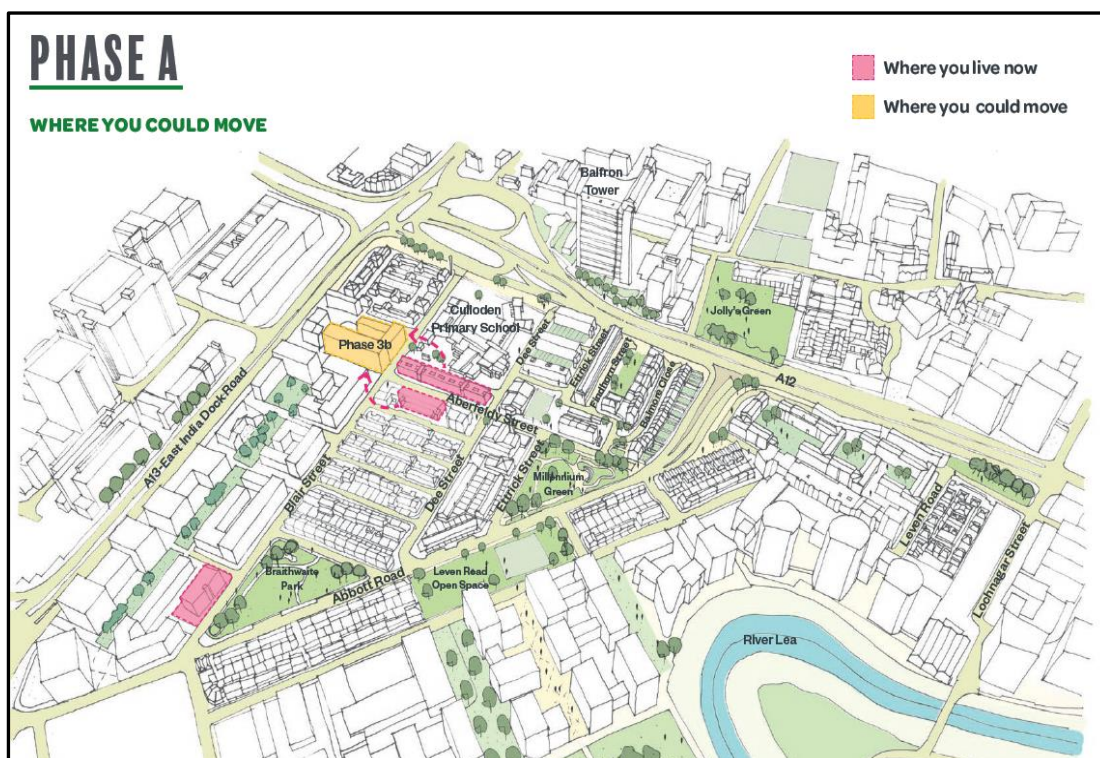 PHASE A
WHERE YOU COULD MOVE
Where you live now
Where you could move
Balfron
Tower
Culloden
Primary School
Jolly's Green
Phase 3b
Dee Street
Ettrick Street
Findhorn Street
Balmore Close
A12
Aberfeldy Street
A13-East India Dock Road
Blair Street
Dee Street
Ettrick Street
Millennium
Green
Braithwaite
Park
Abbott Road
Leven Read
Open Space
Leven Road
Lochnagar Street
River Lea